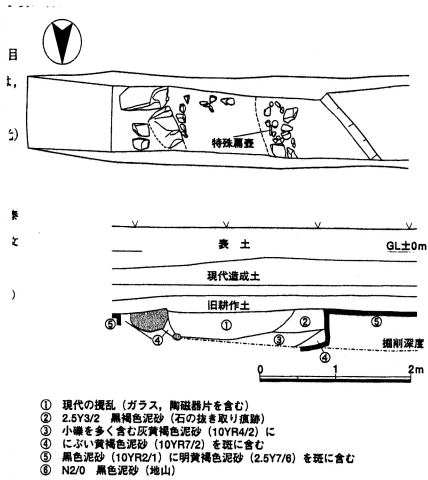 目
は，
特殊扁壺
表 土
GL±0m
現代造成土
旧耕作土
⑤ ① ② ⑤
④ ③ 掘削深度
④
0 1 2m
① 現代の攪乱（ガラス，陶磁器片を含む）
② 2.5Y3/2 黒褐色泥砂（石の抜き取り痕跡）
③ 小礫を多く含む灰黄褐色泥砂（10YR4/2）に
④ にぶい黄褐色泥砂（10YR7/2）を斑に含む
⑤ 黒色泥砂（10YR2/1）に明黄褐色泥砂（2.5Y7/6）を斑に含む
⑥ N2/0 黒色泥砂（地山）